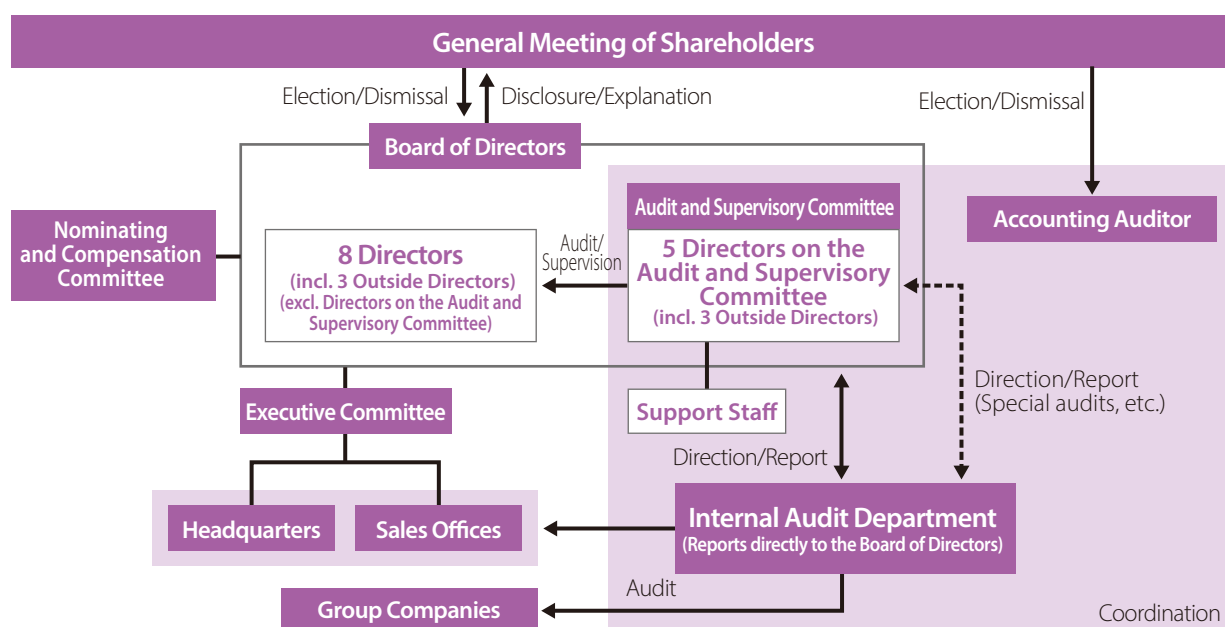 General Meeting of Shareholders
Election/Dismissal
Disclosure/Explanation
Election/Dismissal
Board of Directors
Nominating
and Compensation
Committee
8 Directors
(incl. 3 Outside Directors)
(excl. Directors on the Audit and
Supervisory Committee)
Audit/
Supervision
Audit and Supervisory Committee
5 Directors on the
Audit and Supervisory
Committee
(incl. 3 Outside Directors)
Accounting Auditor
Executive Committee
Support Staff
Direction/Report
(Special audits, etc.)
Direction/Report
Headquarters
Sales Offices
Internal Audit Department
(Reports directly to the Board of Directors)
Audit
Group Companies
Coordination